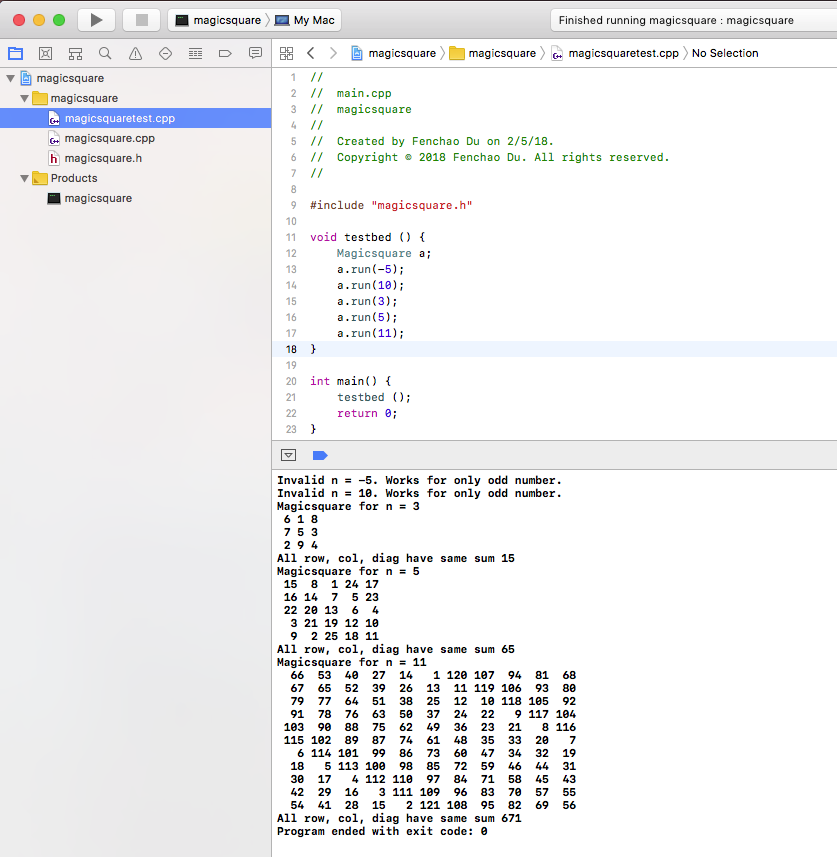 magicsquare My Mac
Finished running magicsquare : magicsquare
magicsquare magicsquare magicsquaretest.cpp No Selection
magicsquare
magicsquare
magicsquaretest.cpp
magicsquare.cpp
magicsquare.h
Products
magicsquare
1 //
2 //  main.cpp
3 //  magicsquare
4 //
5 //  Created by Fenchao Du on 2/5/18.
6 //  Copyright © 2018 Fenchao Du. All rights reserved.
7 //
8
9 #include "magicsquare.h"
10
11 void testbed () {
12     Magicsquare a;
13     a.run(-5);
14     a.run(10);
15     a.run(3);
16     a.run(5);
17     a.run(11);
18 }
19
20 int main() {
21     testbed ();
22     return 0;
23 }
Invalid n = -5. Works for only odd number.
Invalid n = 10. Works for only odd number.
Magicsquare for n = 3
6 1 8
7 5 3
2 9 4
All row, col, diag have same sum 15
Magicsquare for n = 5
15 8 1 24 17
16 14 7 5 23
22 20 13 6 4
3 21 19 12 10
9 2 25 18 11
All row, col, diag have same sum 65
Magicsquare for n = 11
66 53 40 27 14 1 120 107 94 81 68
67 65 52 39 26 13 11 119 106 93 80
79 77 64 51 38 25 12 10 118 105 92
91 78 76 63 50 37 24 22 9 117 104
103 90 88 75 62 49 36 23 21 8 116
115 102 89 87 74 61 48 35 33 20 7
6 114 101 99 86 73 60 47 34 32 19
18 5 113 100 98 85 72 59 46 44 31
30 17 4 112 110 97 84 71 58 45 43
42 29 16 3 111 109 96 83 70 57 55
54 41 28 15 2 121 108 95 82 69 56
All row, col, diag have same sum 671
Program ended with exit code: 0